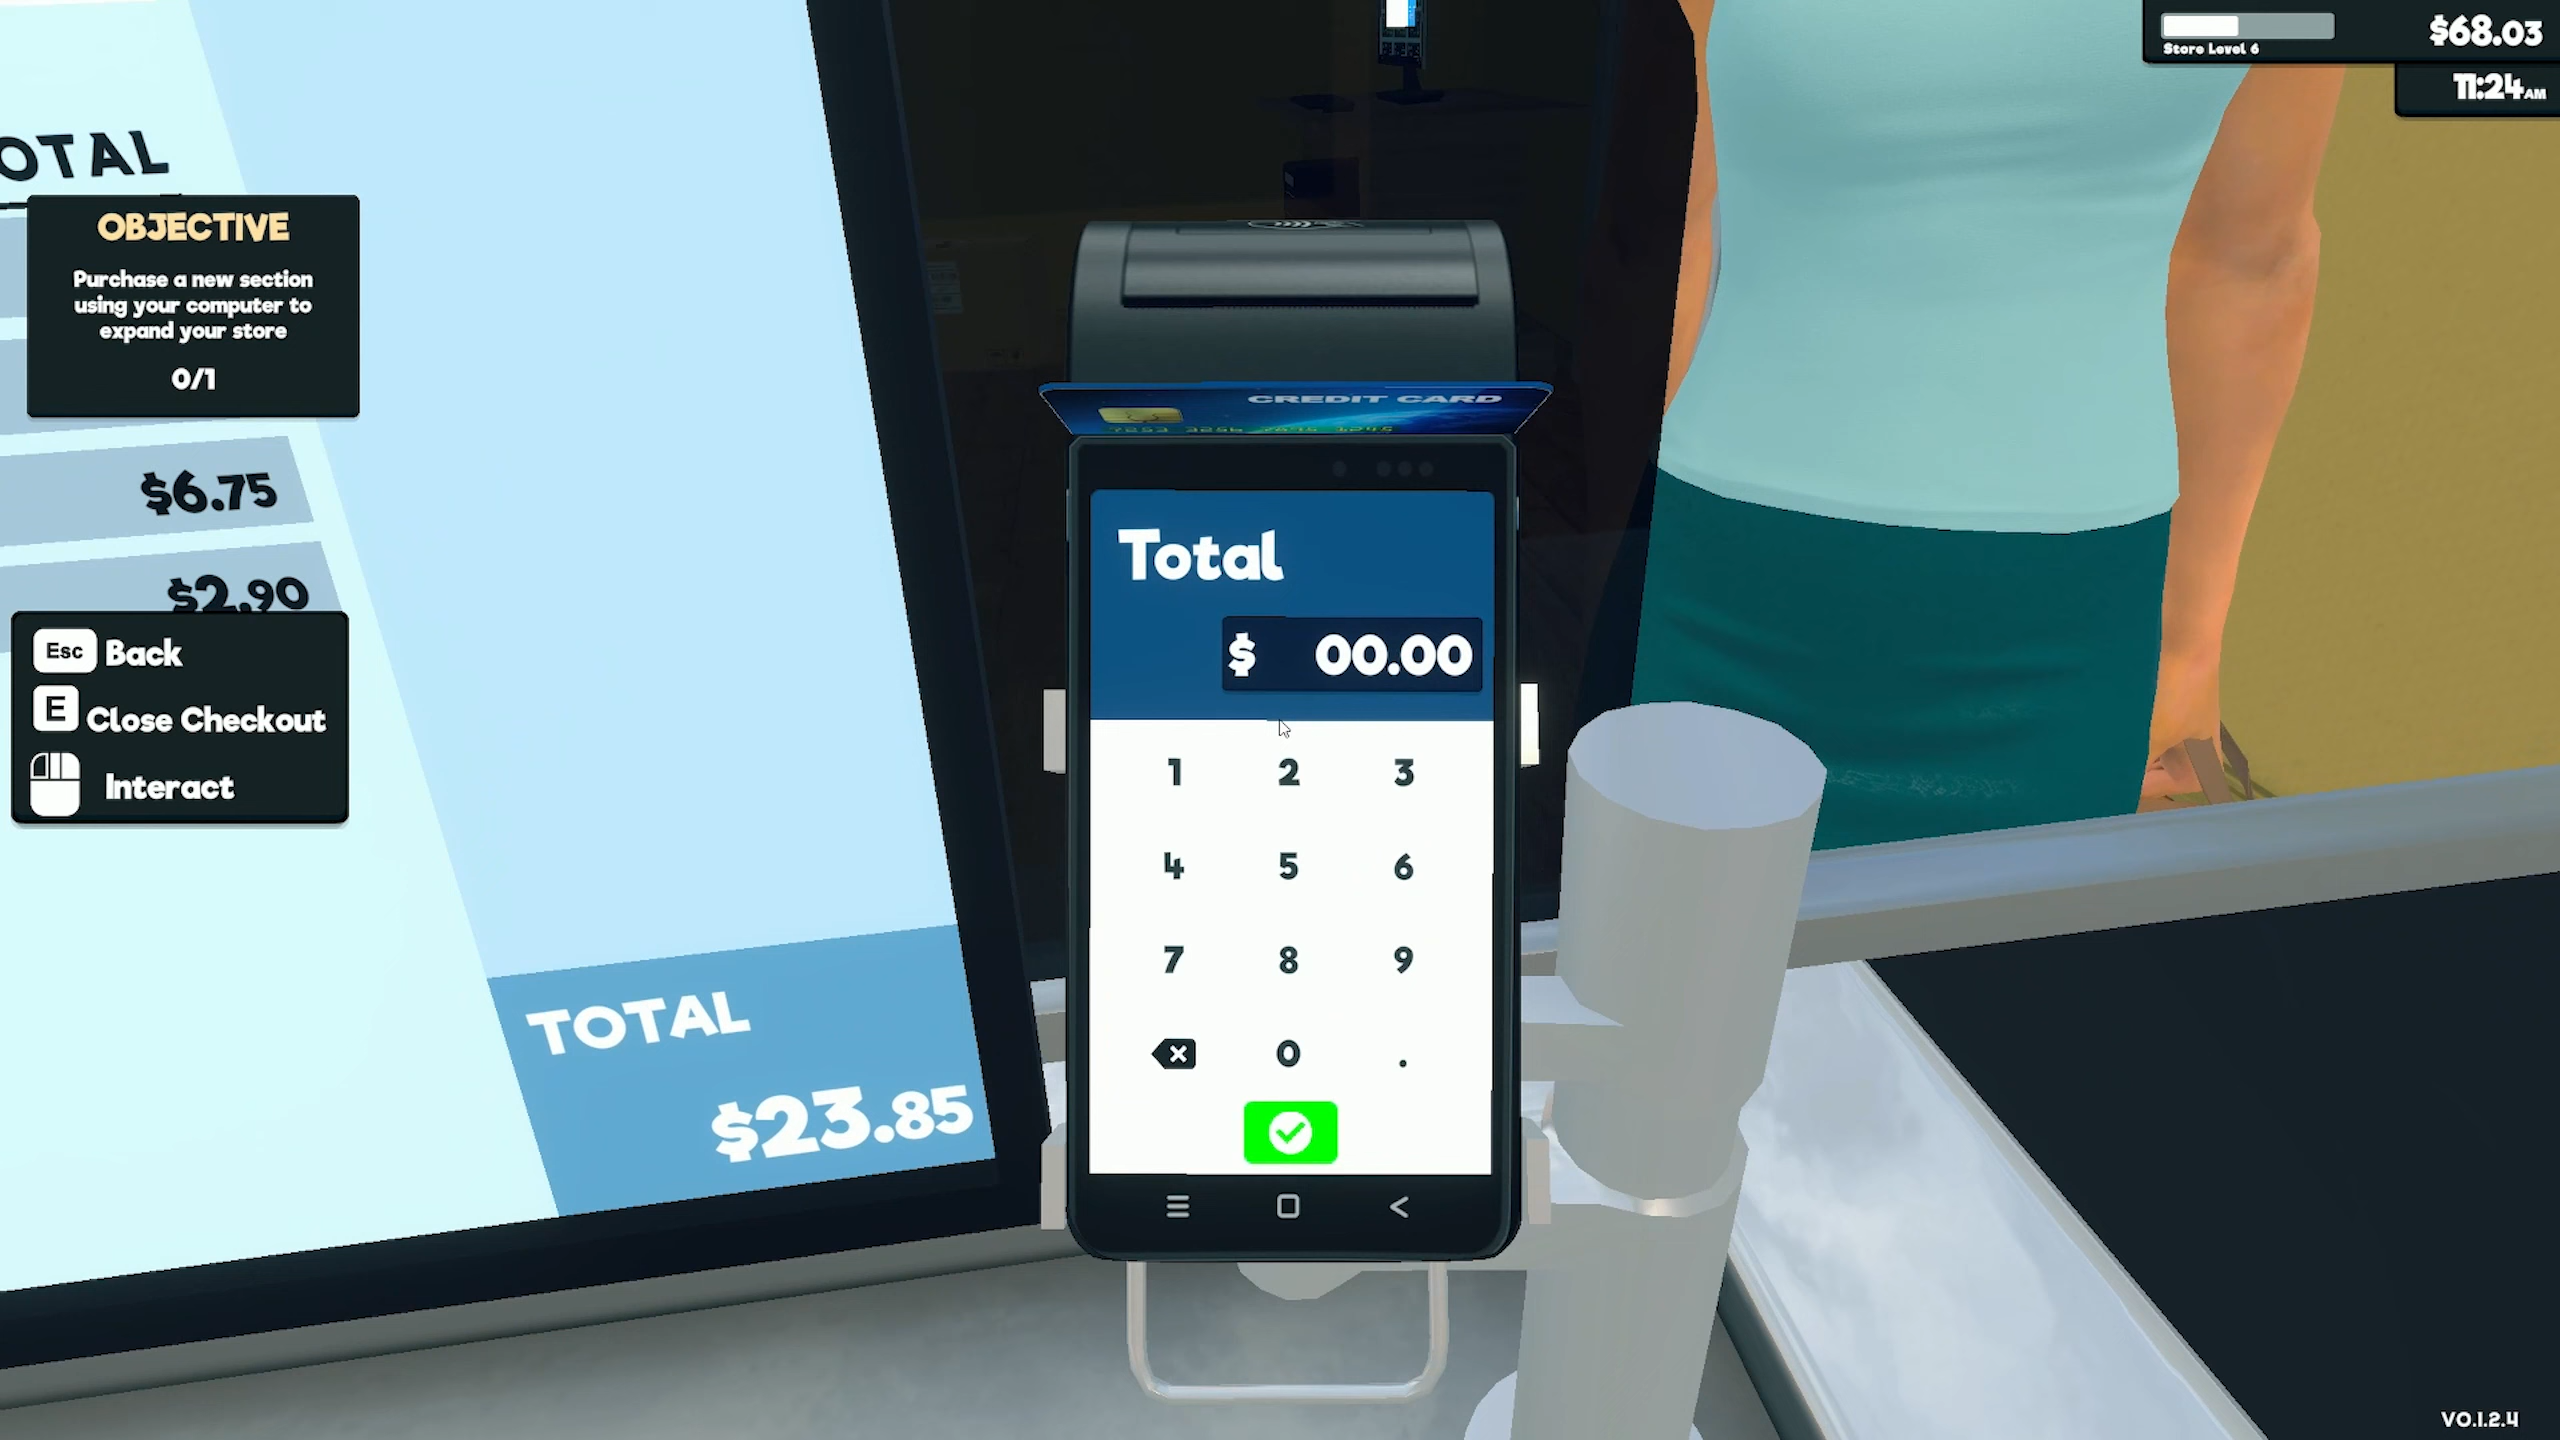 $68.03
Store Level 6
11:24AM
OTAL
OBJECTIVE
Purchase a new section
using your computer to
expand your store
0/1
$6.75
$2.90
Esc Back
E Close Checkout
Interact
CREDIT CARD
Total
$ 00.00
1 2 3
4 5 6
7 8 9
0 .
TOTAL
$23.85
V0.1.2.4